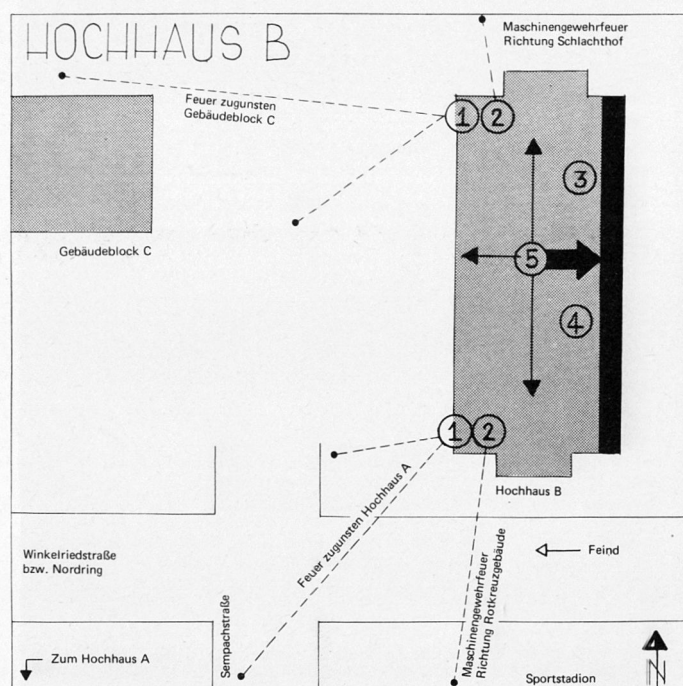 HOCHHAUS B
Maschinengewehrfeuer
Richtung Schlachthof
Feuer zugunsten
Gebäudeblock C
1
2
3
Gebäudeblock C
5
4
1
2
Hochhaus B
Feuer zugunsten Hochhaus A
Maschinengewehrfeuer
Richtung Rotkreuzgebäude
Winkelriedstraße
bzw. Nordring
Feind
Sempachstraße
Zum Hochhaus A
Sportstadion
N